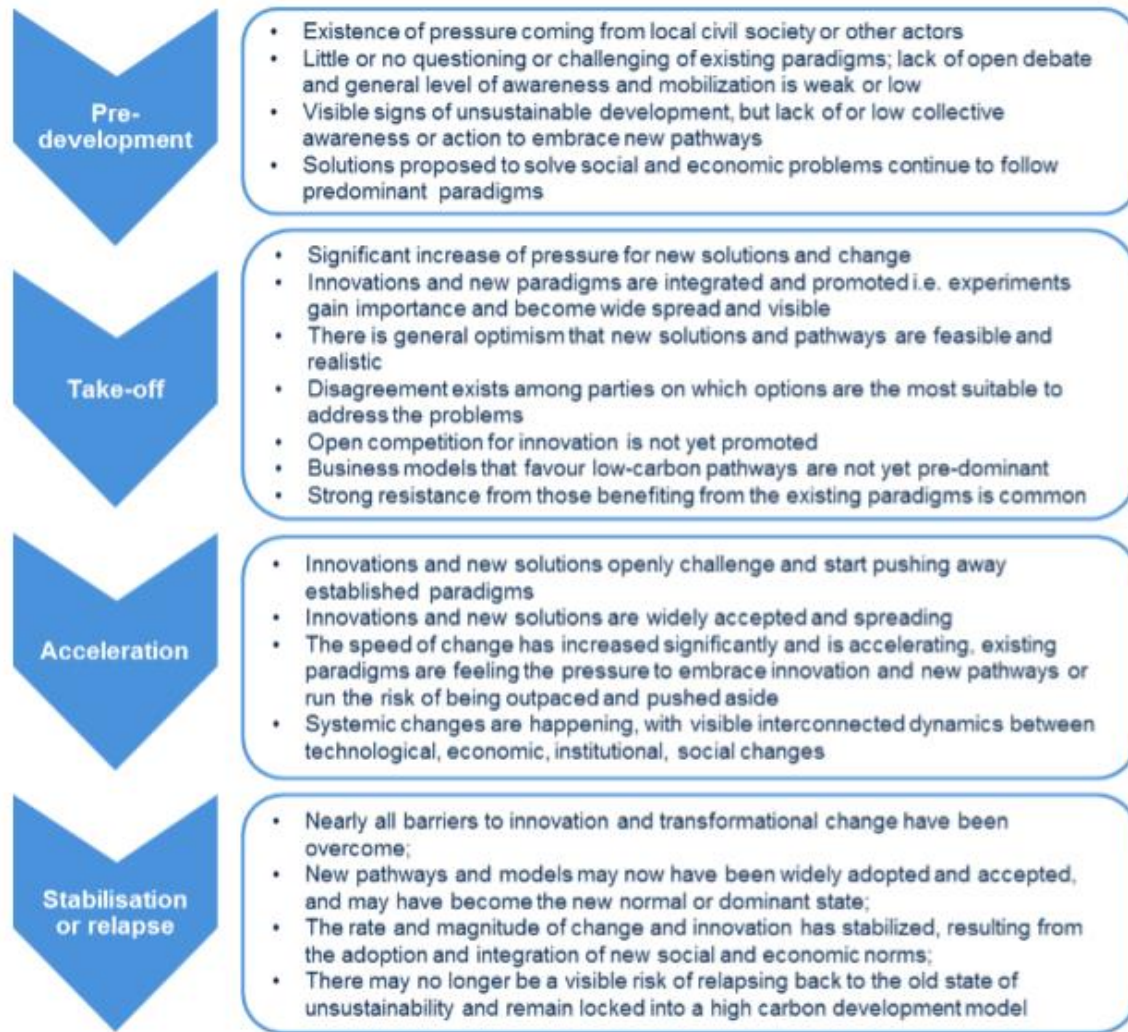 Pre-
development
• Existence of pressure coming from local civil society or other actors
• Little or no questioning or challenging of existing paradigms; lack of open debate
and general level of awareness and mobilization is weak or low
• Visible signs of unsustainable development, but lack of or low collective
awareness or action to embrace new pathways
• Solutions proposed to solve social and economic problems continue to follow
predominant paradigms
Take-off
• Significant increase of pressure for new solutions and change
• Innovations and new paradigms are integrated and promoted i.e. experiments
gain importance and become wide spread and visible
• There is general optimism that new solutions and pathways are feasible and
realistic
• Disagreement exists among parties on which options are the most suitable to
address the problems
• Open competition for innovation is not yet promoted
• Business models that favour low-carbon pathways are not yet pre-dominant
• Strong resistance from those benefiting from the existing paradigms is common
Acceleration
• Innovations and new solutions openly challenge and start pushing away
established paradigms
• Innovations and new solutions are widely accepted and spreading
• The speed of change has increased significantly and is accelerating, existing
paradigms are feeling the pressure to embrace innovation and new pathways or
run the risk of being outpaced and pushed aside
• Systemic changes are happening, with visible interconnected dynamics between
technological, economic, institutional, social changes
Stabilisation
or relapse
• Nearly all barriers to innovation and transformational change have been
overcome;
• New pathways and models may now have been widely adopted and accepted,
and may have become the new normal or dominant state;
• The rate and magnitude of change and innovation has stabilized, resulting from
the adoption and integration of new social and economic norms;
• There may no longer be a visible risk of relapsing back to the old state of
unsustainability and remain locked into a high carbon development model